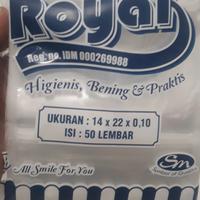 Royal
Reg. no. IDM 000269988
Higienis, Bening & Praktis
UKURAN : 14 x 22 x 0,10
ISI : 50 LEMBAR
All Smile For You
Sm
Symbol of Quality